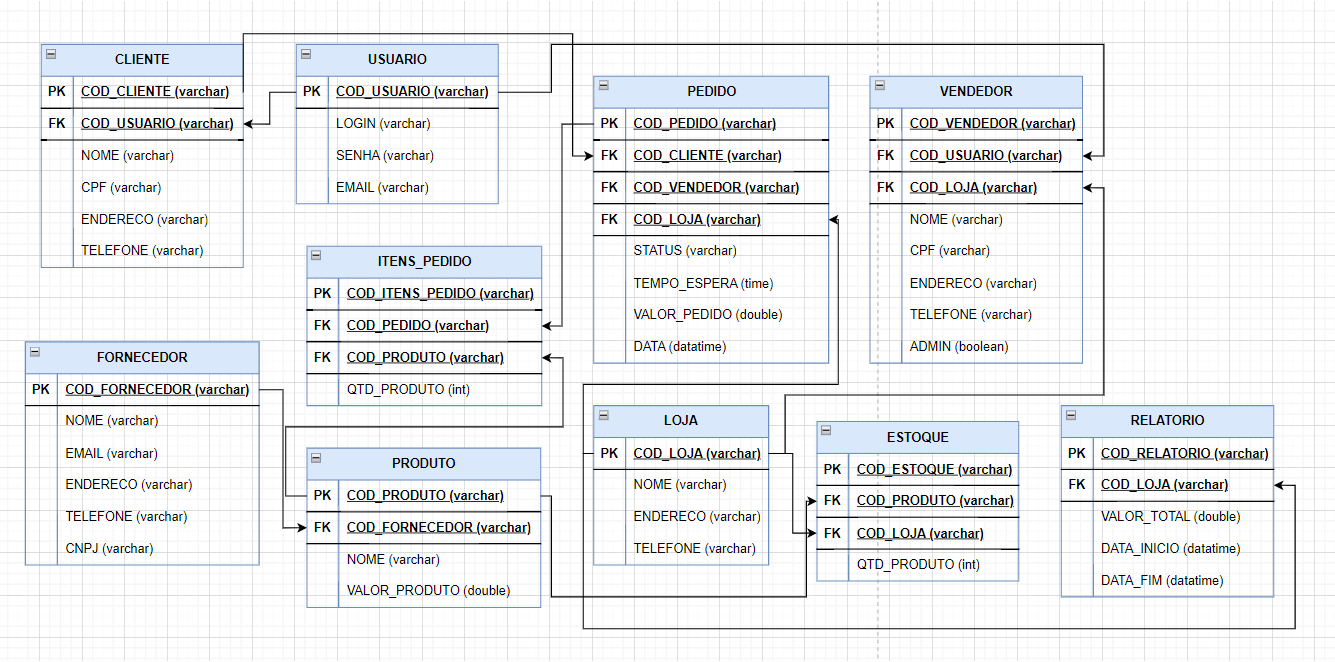 CLIENTE
PK COD_CLIENTE (varchar)
FK COD_USUARIO (varchar)
NOME (varchar)
CPF (varchar)
ENDERECO (varchar)
TELEFONE (varchar)
USUARIO
PK COD_USUARIO (varchar)
LOGIN (varchar)
SENHA (varchar)
EMAIL (varchar)
PEDIDO
PK COD_PEDIDO (varchar)
FK COD_CLIENTE (varchar)
FK COD_VENDEDOR (varchar)
FK COD_LOJA (varchar)
STATUS (varchar)
TEMPO_ESPERA (time)
VALOR_PEDIDO (double)
DATA (datatime)
VENDEDOR
PK COD_VENDEDOR (varchar)
FK COD_USUARIO (varchar)
FK COD_LOJA (varchar)
NOME (varchar)
CPF (varchar)
ENDERECO (varchar)
TELEFONE (varchar)
ADMIN (boolean)
ITENS_PEDIDO
PK COD_ITENS_PEDIDO (varchar)
FK COD_PEDIDO (varchar)
FK COD_PRODUTO (varchar)
QTD_PRODUTO (int)
FORNECEDOR
PK COD_FORNECEDOR (varchar)
NOME (varchar)
EMAIL (varchar)
ENDERECO (varchar)
TELEFONE (varchar)
CNPJ (varchar)
PRODUTO
PK COD_PRODUTO (varchar)
FK COD_FORNECEDOR (varchar)
NOME (varchar)
VALOR_PRODUTO (double)
LOJA
PK COD_LOJA (varchar)
NOME (varchar)
ENDERECO (varchar)
TELEFONE (varchar)
ESTOQUE
PK COD_ESTOQUE (varchar)
FK COD_PRODUTO (varchar)
FK COD_LOJA (varchar)
QTD_PRODUTO (int)
RELATORIO
PK COD_RELATORIO (varchar)
FK COD_LOJA (varchar)
VALOR_TOTAL (double)
DATA_INICIO (datatime)
DATA_FIM (datatime)